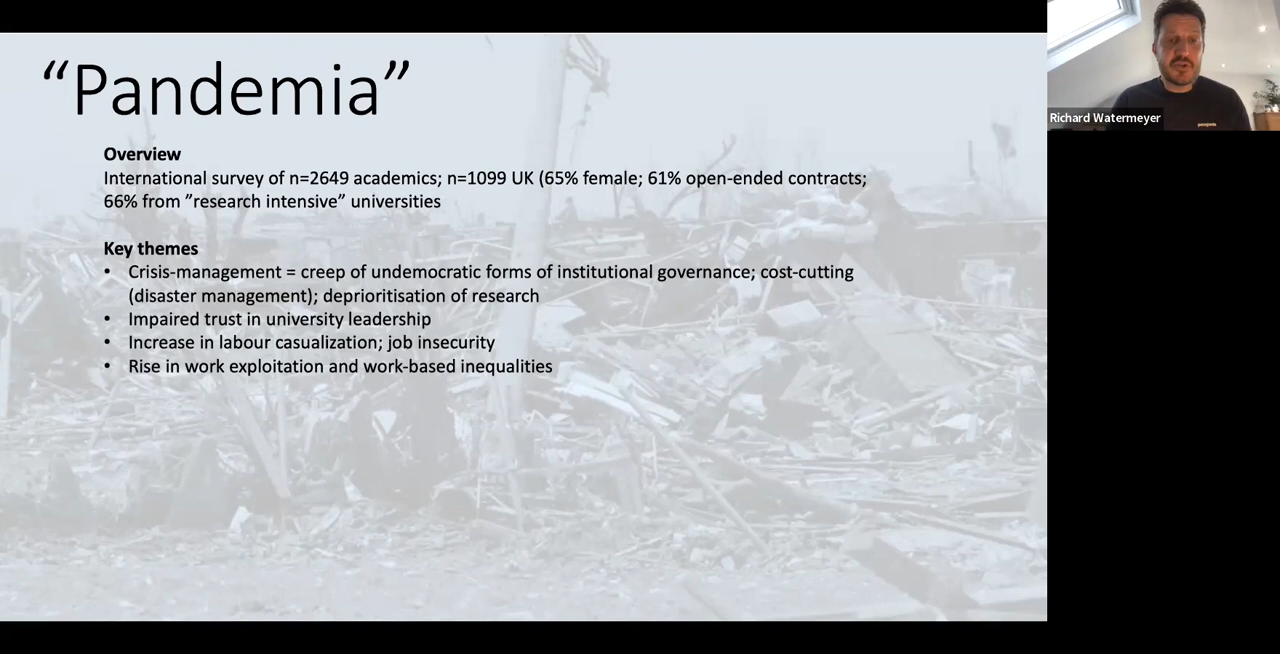 “Pandemia”
Overview
International survey of n=2649 academics; n=1099 UK (65% female; 61% open-ended contracts;
66% from ”research intensive” universities
Key themes
• Crisis-management = creep of undemocratic forms of institutional governance; cost-cutting
(disaster management); deprioritisation of research
• Impaired trust in university leadership
• Increase in labour casualization; job insecurity
• Rise in work exploitation and work-based inequalities
Richard Watermeyer